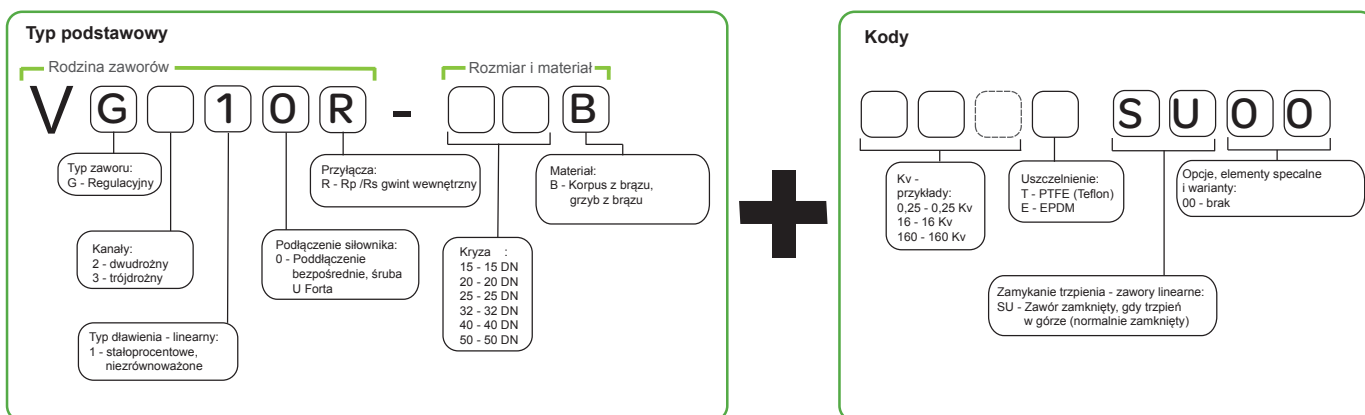 Typ podstawowy
Rodzina zaworów
Rozmiar i materiał
V G 1 0 R - B
Typ zaworu:
G - Regulacyjny
Kanały:
2 - dwudrożny
3 - trójdrożny
Typ dławienia - linearny:
1 - stałoprocentowe,
niezrównoważone
Podłączenie siłownika:
0 - Poddłączenie
bezpośrednie, śruba
U Forta
Przyłącza:
R - Rp /Rs gwint wewnętrzny
Kryza :
15 - 15 DN
20 - 20 DN
25 - 25 DN
32 - 32 DN
40 - 40 DN
50 - 50 DN
Materiał:
B - Korpus z brązu,
grzyb z brązu
+
Kody
S U 0 0
Kv -
przykłady:
0,25 - 0,25 Kv
16 - 16 Kv
160 - 160 Kv
Uszczelnienie:
T - PTFE (Teflon)
E - EPDM
Zamykanie trzpienia - zawory linearne:
SU - Zawór zamknięty, gdy trzpień
w górze (normalnie zamknięty)
Opcje, elementy specalne
i warianty:
00 - brak